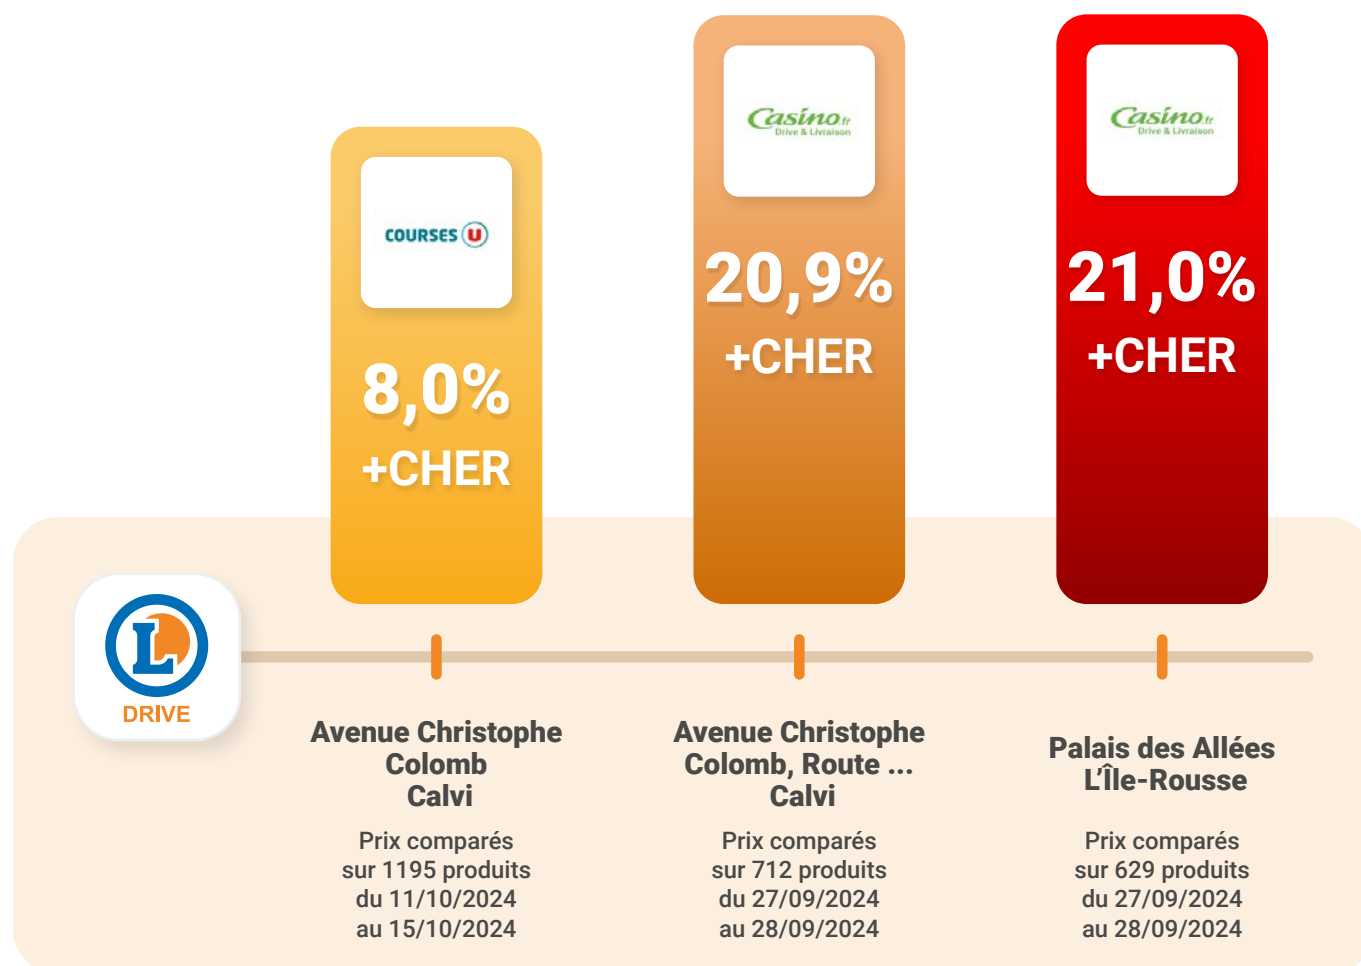 COURSES U
8,0%
+CHER
Casino.fr
Drive & Livraison
20,9%
+CHER
Casino.fr
Drive & Livraison
21,0%
+CHER
L
DRIVE
Avenue Christophe
Colomb
Calvi
Prix comparés
sur 1195 produits
du 11/10/2024
au 15/10/2024
Avenue Christophe
Colomb, Route ...
Calvi
Prix comparés
sur 712 produits
du 27/09/2024
au 28/09/2024
Palais des Allées
L’Île-Rousse
Prix comparés
sur 629 produits
du 27/09/2024
au 28/09/2024